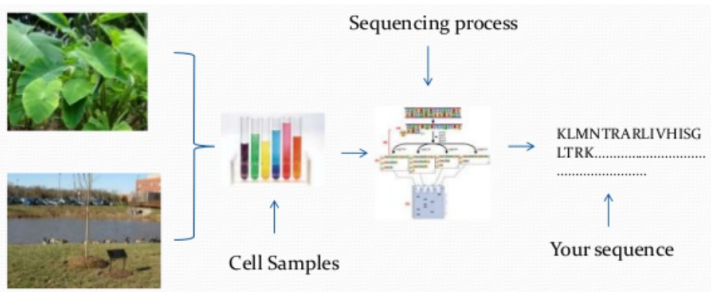 Sequencing process
KLMNTRARLIVHISG
LTRK..............................
........................
Cell Samples
Your sequence